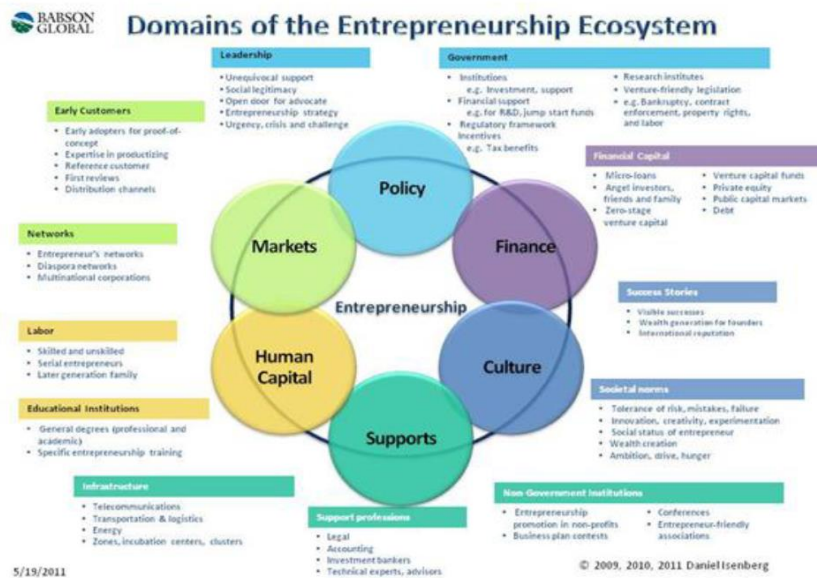 BABSON
GLOBAL
Domains of the Entrepreneurship Ecosystem
Leadership
• Unequivocal support
• Social legitimacy
• Open door for advocate
• Entrepreneurship strategy
• Urgency, crisis and challenge
Government
• Institutions
e.g. Investment, support
• Financial support
e.g. for R&D, jump start funds
• Regulatory framework
Incentives
e.g. Tax benefits
• Research institutes
• Venture-friendly legislation
• e.g. Bankruptcy, contract
enforcement, property rights,
and labor
Early Customers
• Early adopters for proof-of-
concept
• Expertise in productizing
• Reference customer
• First reviews
• Distribution channels
Financial Capital
• Micro-loans
• Angel investors,
friends and family
• Zero-stage
venture capital
• Venture capital funds
• Private equity
• Public capital markets
• Debt
Networks
• Entrepreneur's networks
• Diaspora networks
• Multinational corporations
Policy
Markets
Finance
Entrepreneurship
Human
Capital
Culture
Supports
Success Stories
• Visible successes
• Wealth generation for founders
• International reputation
Labor
• Skilled and unskilled
• Serial entrepreneurs
• Later generation family
Societal norms
• Tolerance of risk, mistakes, failure
• Innovation, creativity, experimentation
• Social status of entrepreneur
• Wealth creation
• Ambition, drive, hunger
Educational Institutions
• General degrees (professional and
academic)
• Specific entrepreneurship training
Infrastructure
• Telecommunications
• Transportation & logistics
• Energy
• Zones, incubation centers, clusters
Support professions
• Legal
• Accounting
• Investment bankers
• Technical experts, advisors
Non-Government Institutions
• Entrepreneurship
promotion in non-profits
• Business plan contests
• Conferences
• Entrepreneur-friendly
associations
5/19/2011
© 2009, 2010, 2011 Daniel Isenberg